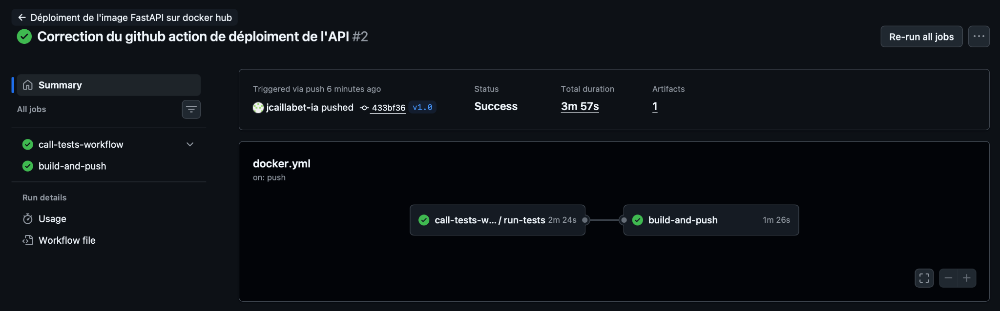 ← Déploiment de l'image FastAPI sur docker hub
Correction du github action de déploiment de l'API #2
Re-run all jobs
Summary
All jobs
call-tests-workflow
build-and-push
Run details
Usage
Workflow file
Triggered via push 6 minutes ago
jcaillabet-ia pushed 433bf36 v1.0
Status
Success
Total duration
3m 57s
Artifacts
1
docker.yml
on: push
call-tests-w... / run-tests 2m 24s
build-and-push 1m 26s